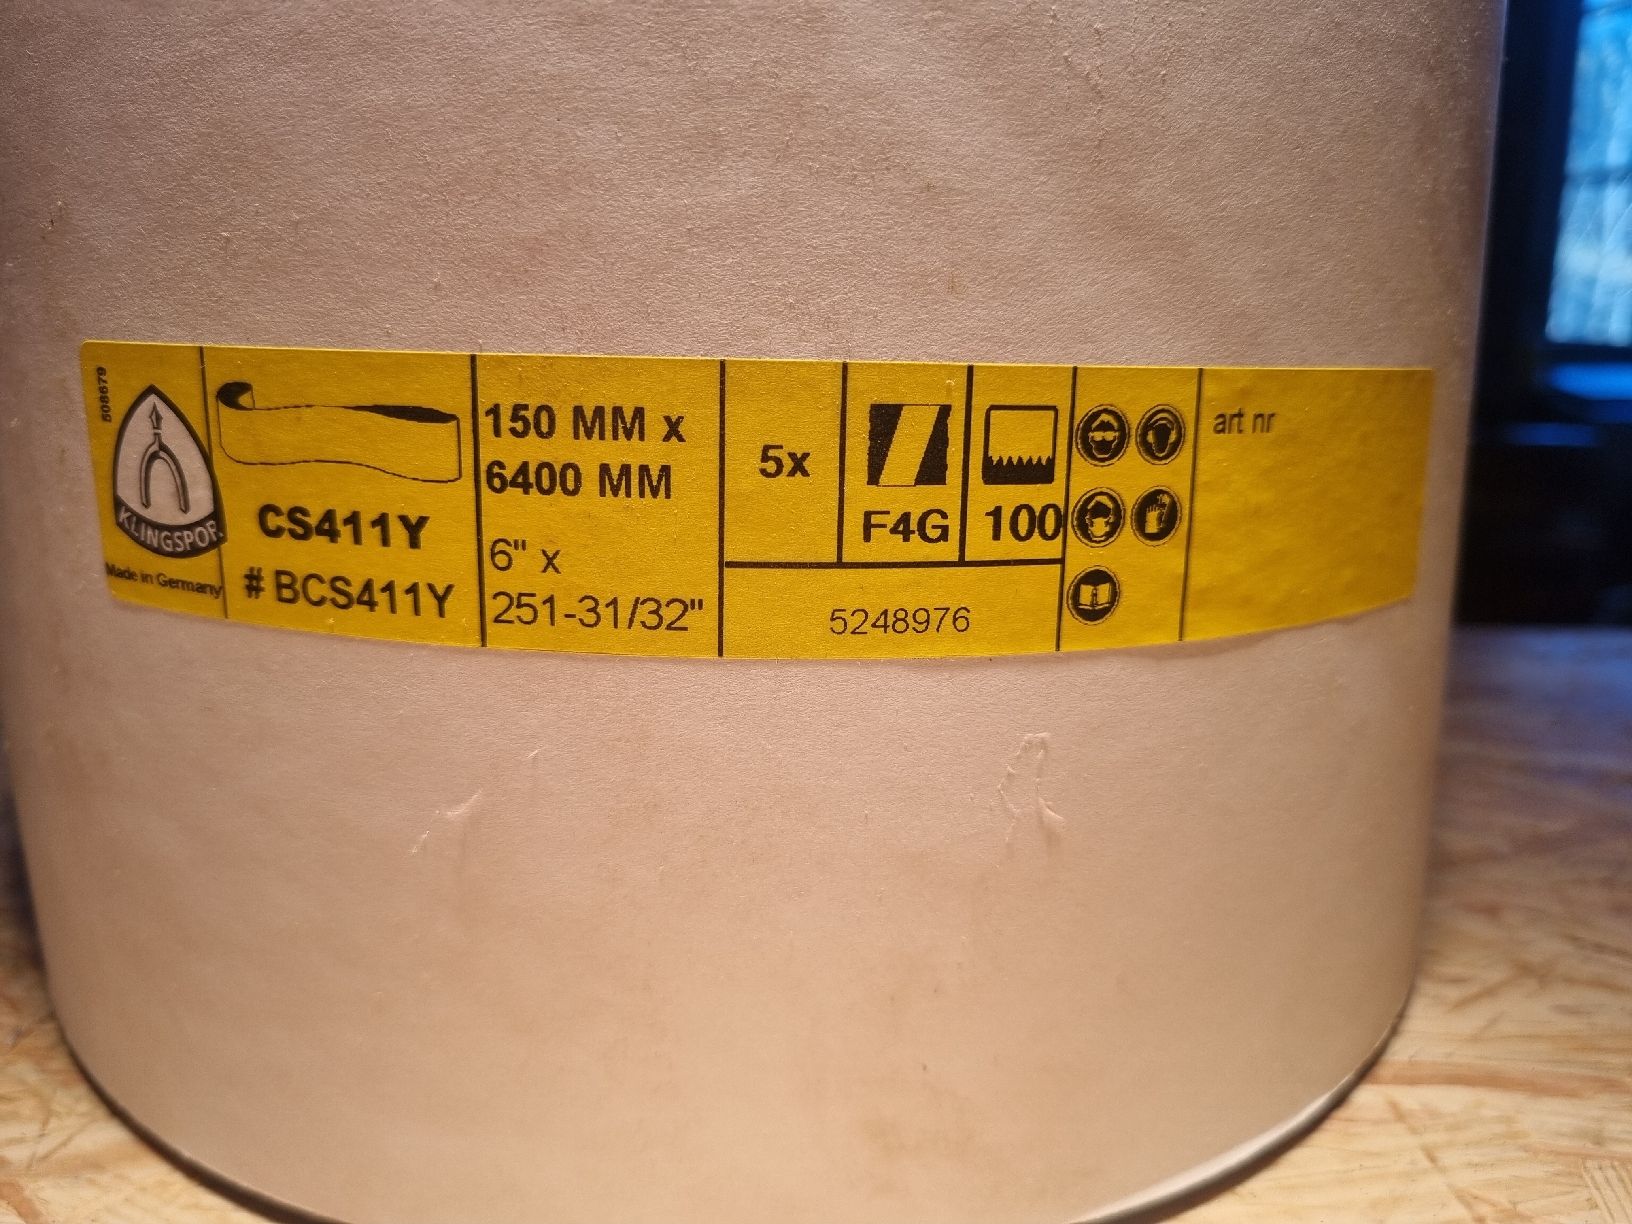 508679
KLINGSPOR
Made in Germany
CS411Y
# BCS411Y
150 MM x
6400 MM
6" x
251-31/32"
5x
F4G
100
5248976
art nr